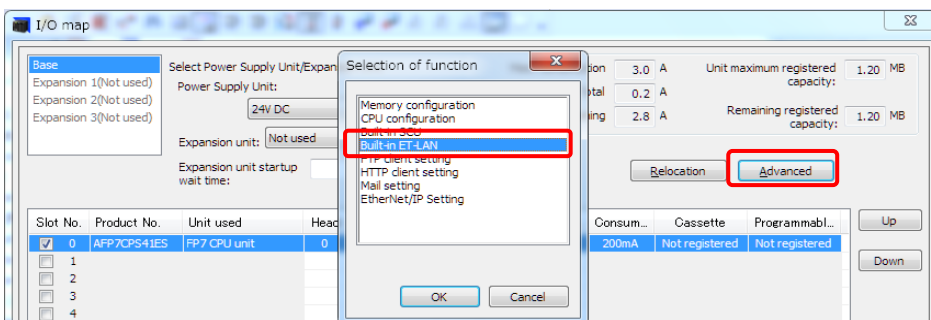 I/O map
Base
Expansion 1(Not used)
Expansion 2(Not used)
Expansion 3(Not used)
Select Power Supply Unit/Expan
Power Supply Unit:
24V DC
Expansion unit: Not used
Expansion unit startup
wait time:
Selection of function
Memory configuration
CPU configuration
Built-in SCU
Built-in ET-LAN
FTP client setting
HTTP client setting
Mail setting
EtherNet/IP Setting
OK Cancel
3.0 A
0.2 A
2.8 A
Unit maximum registered
capacity:
1.20 MB
Remaining registered
capacity:
1.20 MB
Relocation Advanced
Slot No. Product No. Unit used Head Consum... Cassette Programmabl...
0 AFP7CPS41ES FP7 CPU unit 0 200mA Not registered Not registered
1
2
3
4
Up
Down